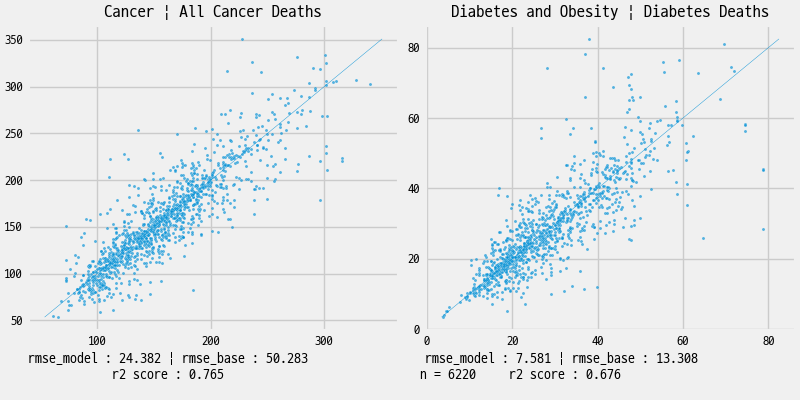 Cancer ¦ All Cancer Deaths
350
300
250
200
150
100
50
100 200 300
rmse_model : 24.382 ¦ rmse_base : 50.283
r2 score : 0.765
Diabetes and Obesity ¦ Diabetes Deaths
80
60
40
20
0
0 20 40 60 80
rmse_model : 7.581 ¦ rmse_base : 13.308
n = 6220 r2 score : 0.676